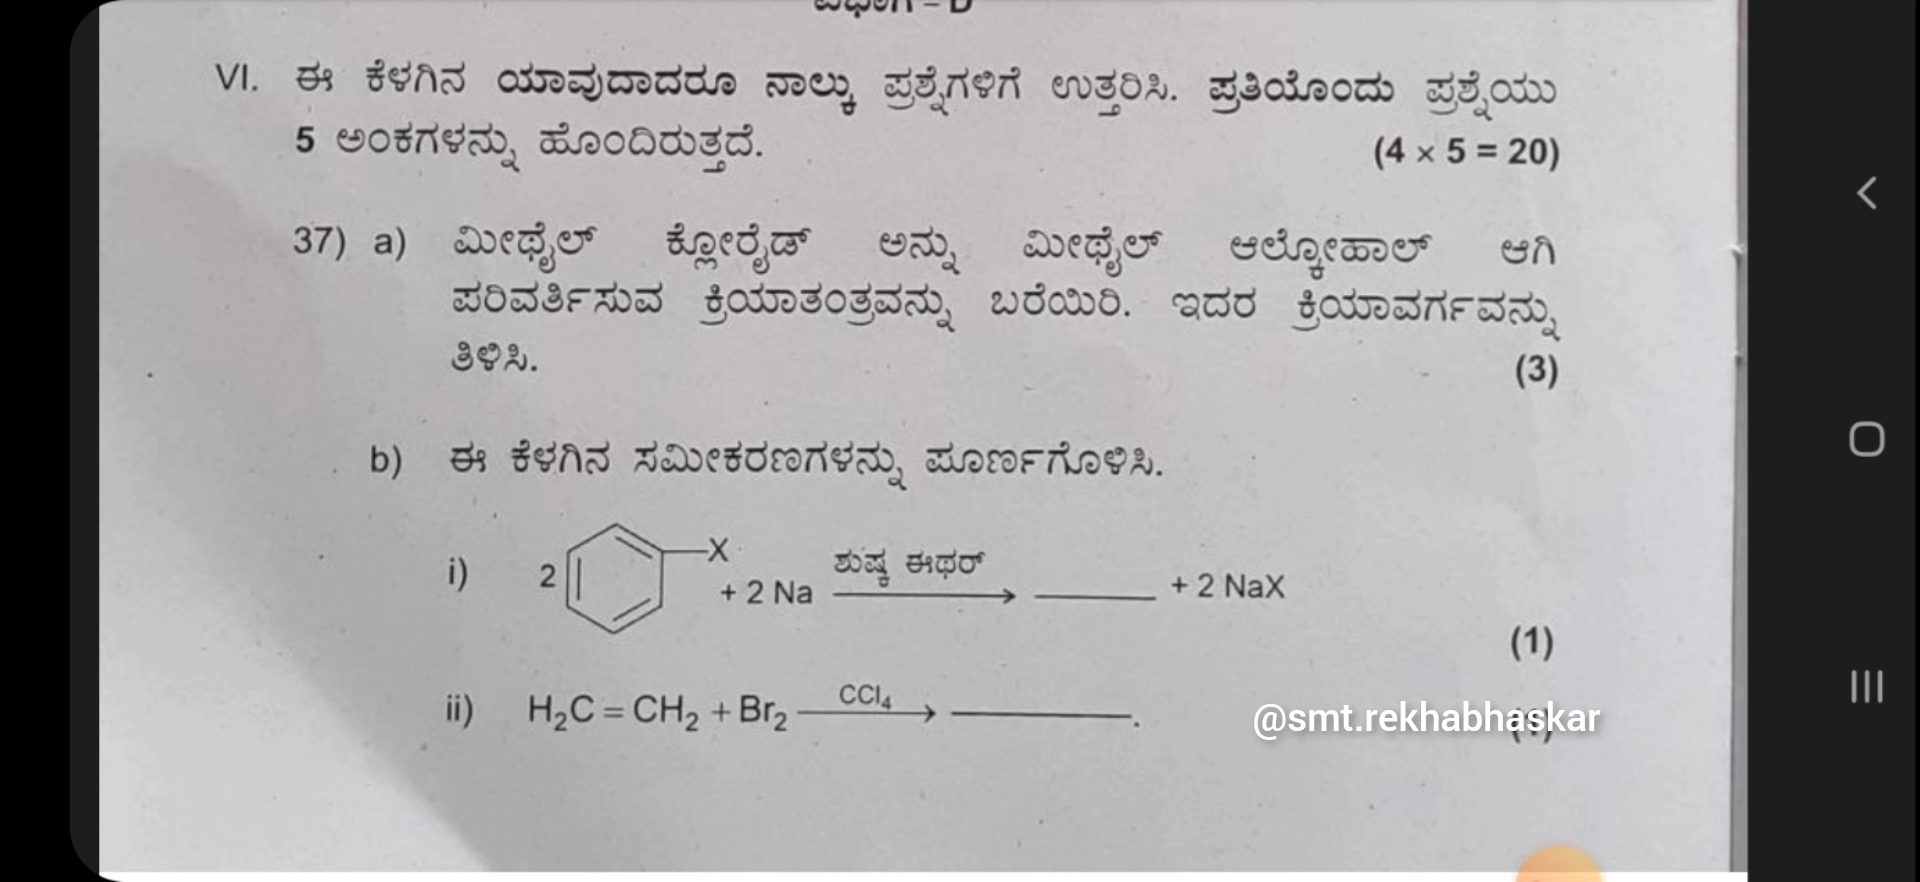 VI. ಈ ಕೆಳಗಿನ ಯಾವುದಾದರೂ ನಾಲ್ಕು ಪ್ರಶ್ನೆಗಳಿಗೆ ಉತ್ತರಿಸಿ. ಪ್ರತಿಯೊಂದು ಪ್ರಶ್ನೆಯು
5 ಅಂಕಗಳನ್ನು ಹೊಂದಿರುತ್ತದೆ. (4 × 5 = 20)
37) a) ಮೀಥೈಲ್ ಕ್ಲೋರೈಡ್ ಅನ್ನು ಮೀಥೈಲ್ ಆಲ್ಕೋಹಾಲ್ ಆಗಿ
ಪರಿವರ್ತಿಸುವ ಕ್ರಿಯಾತಂತ್ರವನ್ನು ಬರೆಯಿರಿ. ಇದರ ಕ್ರಿಯಾವರ್ಗವನ್ನು
ತಿಳಿಸಿ. (3)
b) ಈ ಕೆಳಗಿನ ಸಮೀಕರಣಗಳನ್ನು ಪೂರ್ಣಗೊಳಿಸಿ.
i) 2 X + 2 Na ಶುಷ್ಕ ಈಥರ್ → ______ + 2 NaX
(1)
ii) H₂C = CH₂ + Br₂ CCl₄ → ______. 
@smt.rekhabhaskar